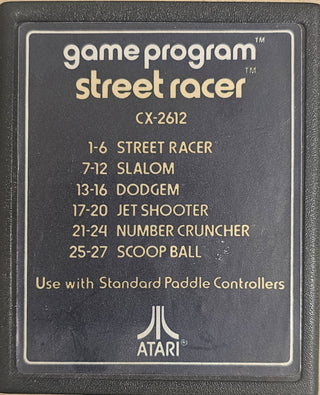 game program™
street racer™
CX-2612
1-6 STREET RACER
7-12 SLALOM
13-16 DODGEM
17-20 JET SHOOTER
21-24 NUMBER CRUNCHER
25-27 SCOOP BALL
Use with Standard Paddle Controllers
ATARI®